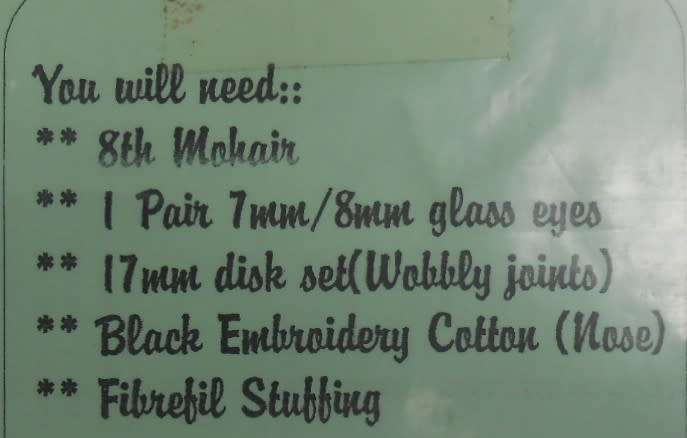 You will need::
** 8th Mohair
** 1 Pair 7mm/8mm glass eyes
** 17mm disk set(Wobbly joints)
** Black Embroidery Cotton (Nose)
** Fibrefil Stuffing